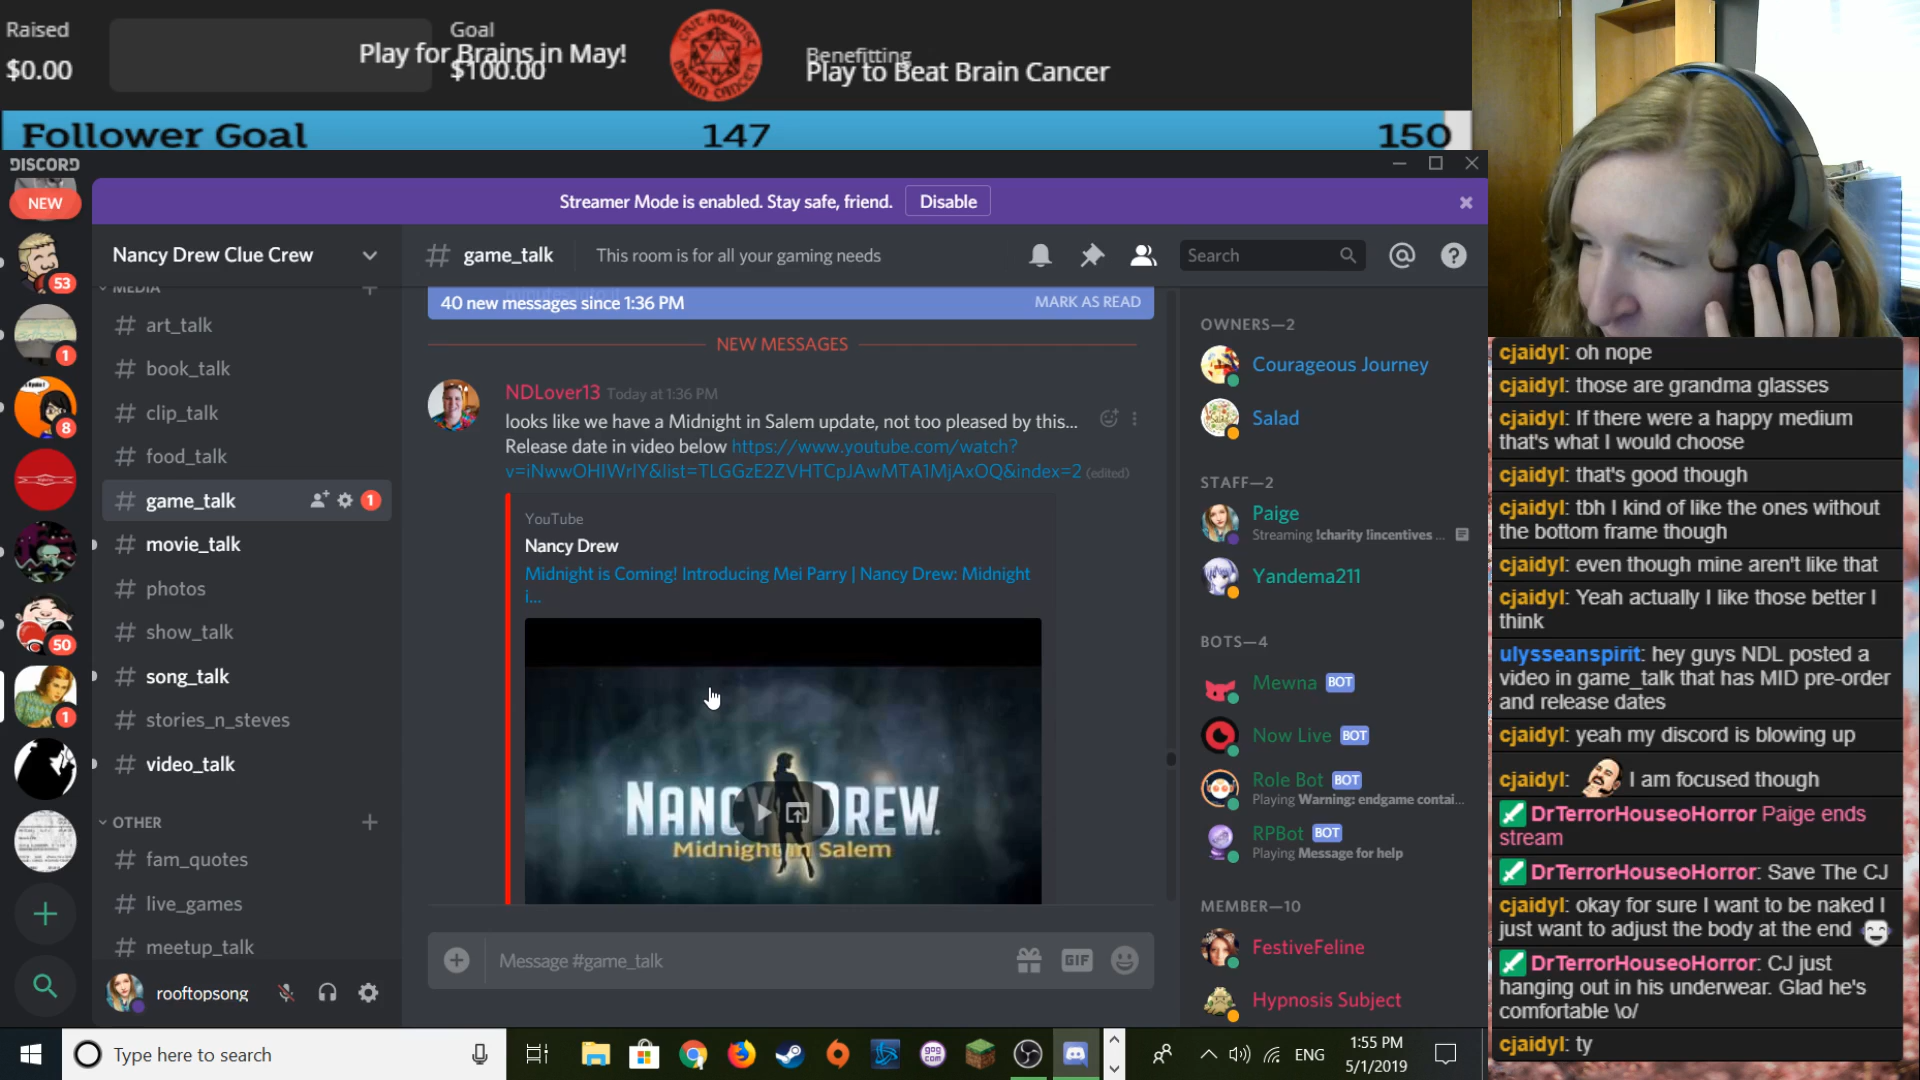 Raised
$0.00
Goal
$100.00
Play for Brains in May!
CRIT AGAINST
BRAIN CANCER
Benefitting
Play to Beat Brain Cancer
Follower Goal
147
150
DISCORD
NEW
53
1
8
50
1
Streamer Mode is enabled. Stay safe, friend.
Disable
Nancy Drew Clue Crew
MEDIA
# art_talk
# book_talk
# clip_talk
# food_talk
# game_talk
1
# movie_talk
# photos
# show_talk
# song_talk
# stories_n_steves
# video_talk
OTHER
# fam_quotes
# live_games
# meetup_talk
rooftopsong
# game_talk
This room is for all your gaming needs
Search
40 new messages since 1:36 PM
MARK AS READ
NEW MESSAGES
NDLover13 Today at 1:36 PM
looks like we have a Midnight in Salem update, not too pleased by this...
Release date in video below https://www.youtube.com/watch?
v=iNwwOHIWrIY&list=TLGGzE2ZVHTCpJAwMTA1MjAxOQ&index=2 (edited)
YouTube
Nancy Drew
Midnight is Coming! Introducing Mei Parry | Nancy Drew: Midnight
i...
NANCY DREW
Midnight in Salem
Message #game_talk
GIF
OWNERS—2
Courageous Journey
Salad
STAFF—2
Paige
Streaming !charity !incentives ...
Yandema211
BOTS—4
Mewna BOT
Now Live BOT
Role Bot BOT
Playing Warning: endgame contai...
RPBot BOT
Playing Message for help
MEMBER—10
FestiveFeline
Hypnosis Subject
cjaidyl: oh nope
cjaidyl: those are grandma glasses
cjaidyl: If there were a happy medium
that's what I would choose
cjaidyl: that's good though
cjaidyl: tbh I kind of like the ones without
the bottom frame though
cjaidyl: even though mine aren't like that
cjaidyl: Yeah actually I like those better I
think
ulysseanspirit: hey guys NDL posted a
video in game_talk that has MID pre-order
and release dates
cjaidyl: yeah my discord is blowing up
cjaidyl: I am focused though
DrTerrorHouseoHorror Paige ends
stream
DrTerrorHouseoHorror: Save The CJ
cjaidyl: okay for sure I want to be naked I
just want to adjust the body at the end
DrTerrorHouseoHorror: CJ just
hanging out in his underwear. Glad he's
comfortable \o/
cjaidyl: ty
Type here to search
gog
com
ENG
1:55 PM
5/1/2019